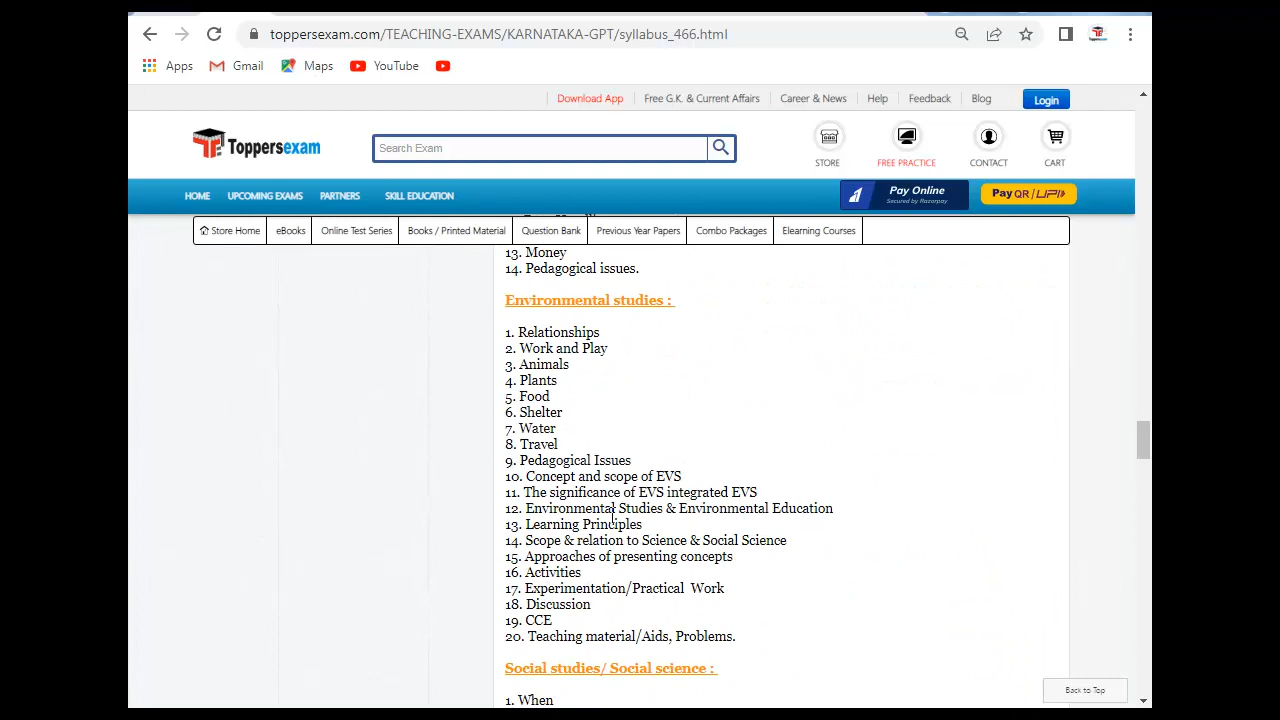 toppersexam.com/TEACHING-EXAMS/KARNATAKA-GPT/syllabus_466.html
Apps Gmail Maps YouTube
Download App Free G.K. & Current Affairs Career & News Help Feedback Blog Login
Toppersexam
Search Exam
STORE FREE PRACTICE CONTACT CART
HOME UPCOMING EXAMS PARTNERS SKILL EDUCATION
Pay Online
Secured by Razorpay
Pay QR /UPI
Store Home eBooks Online Test Series Books / Printed Material Question Bank Previous Year Papers Combo Packages Elearning Courses
13. Money
14. Pedagogical issues.
Environmental studies :
1. Relationships
2. Work and Play
3. Animals
4. Plants
5. Food
6. Shelter
7. Water
8. Travel
9. Pedagogical Issues
10. Concept and scope of EVS
11. The significance of EVS integrated EVS
12. Environmental Studies & Environmental Education
13. Learning Principles
14. Scope & relation to Science & Social Science
15. Approaches of presenting concepts
16. Activities
17. Experimentation/Practical Work
18. Discussion
19. CCE
20. Teaching material/Aids, Problems.
Social studies/ Social science :
1. When
Back to Top